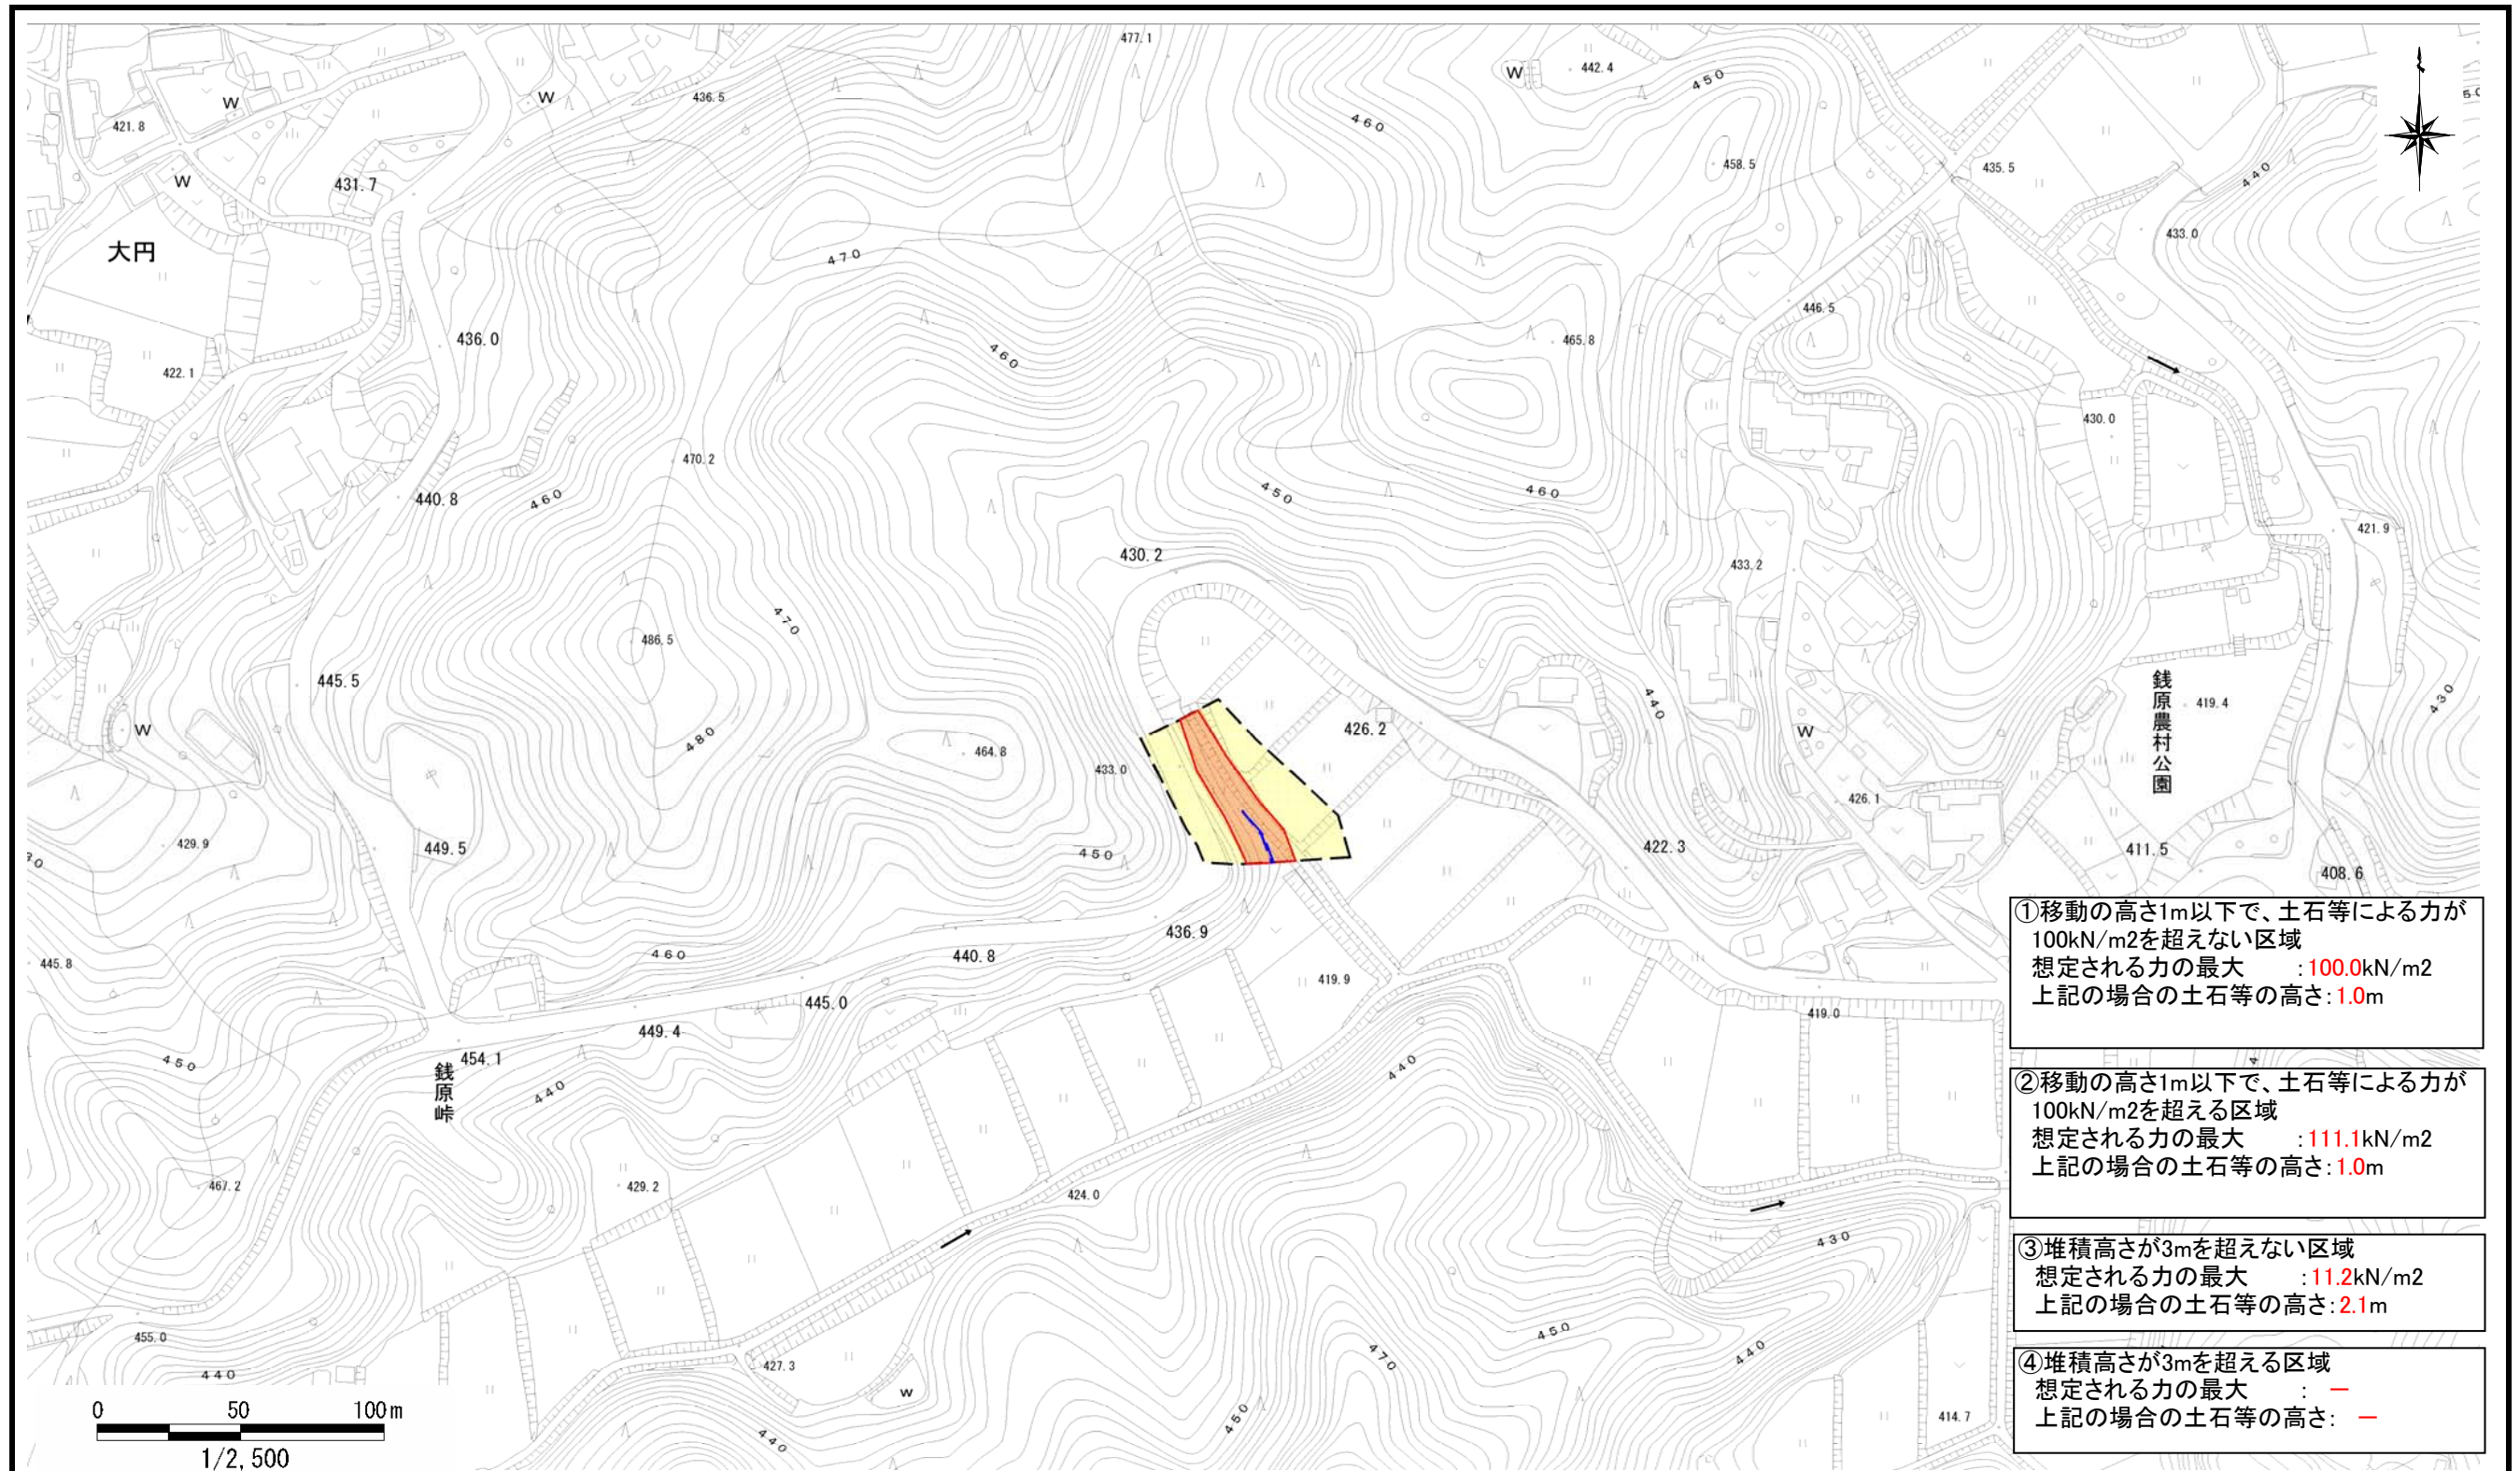 477.1
442.4
W
450
436.5
W
W
421.8
460
458.5
435.5
440
W
431.7
433.0
大円
470
446.5
436.0
460
465.8
422.1
430.0
470.2
440.8
460
450
460
421.9
430.2
433.2
470
486.5
445.5
440
銭原農村公園
419.4
430
W
480
464.8
426.2
W
433.0
426.1
429.9
449.5
450
422.3
411.5
408.6
445.8
460
440.8
436.9
419.9
445.0
449.4
419.0
454.1
銭原峠
450
440
440
467.2
429.2
424.0
430
455.0
440
427.3
W
450
470
440
450
440
414.7
①移動の高さ1m以下で、土石等による力が
100kN/m2を超えない区域
想定される力の最大 :100.0kN/m2
上記の場合の土石等の高さ:1.0m
②移動の高さ1m以下で、土石等による力が
100kN/m2を超える区域
想定される力の最大 :111.1kN/m2
上記の場合の土石等の高さ:1.0m
③堆積高さが3mを超えない区域
想定される力の最大 :11.2kN/m2
上記の場合の土石等の高さ:2.1m
④堆積高さが3mを超える区域
想定される力の最大 : ー
上記の場合の土石等の高さ: ー
0 50 100m
1/2,500